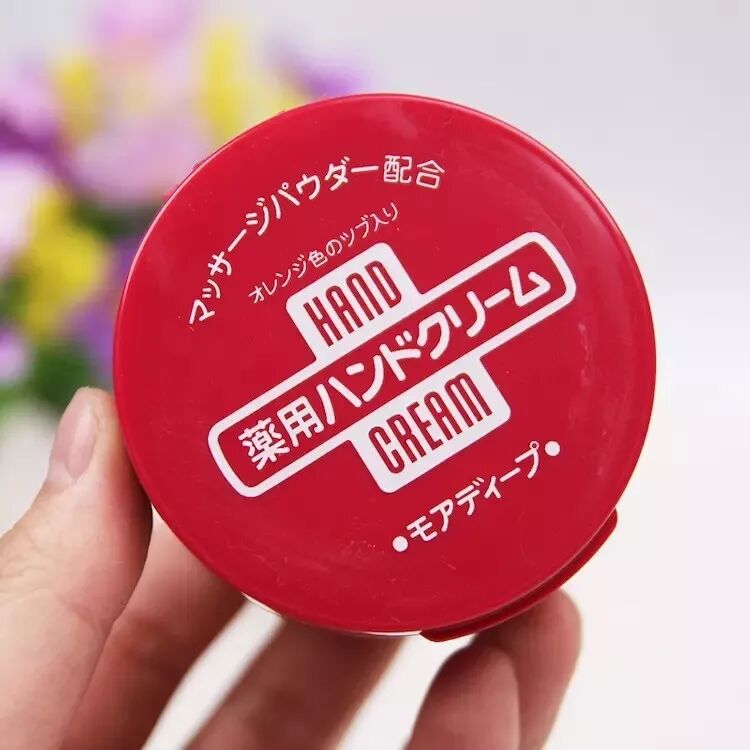 マッサージパウダー配合
オレンジ色のツブ入り
HAND
薬用ハンドクリーム
CREAM
●モアディープ●